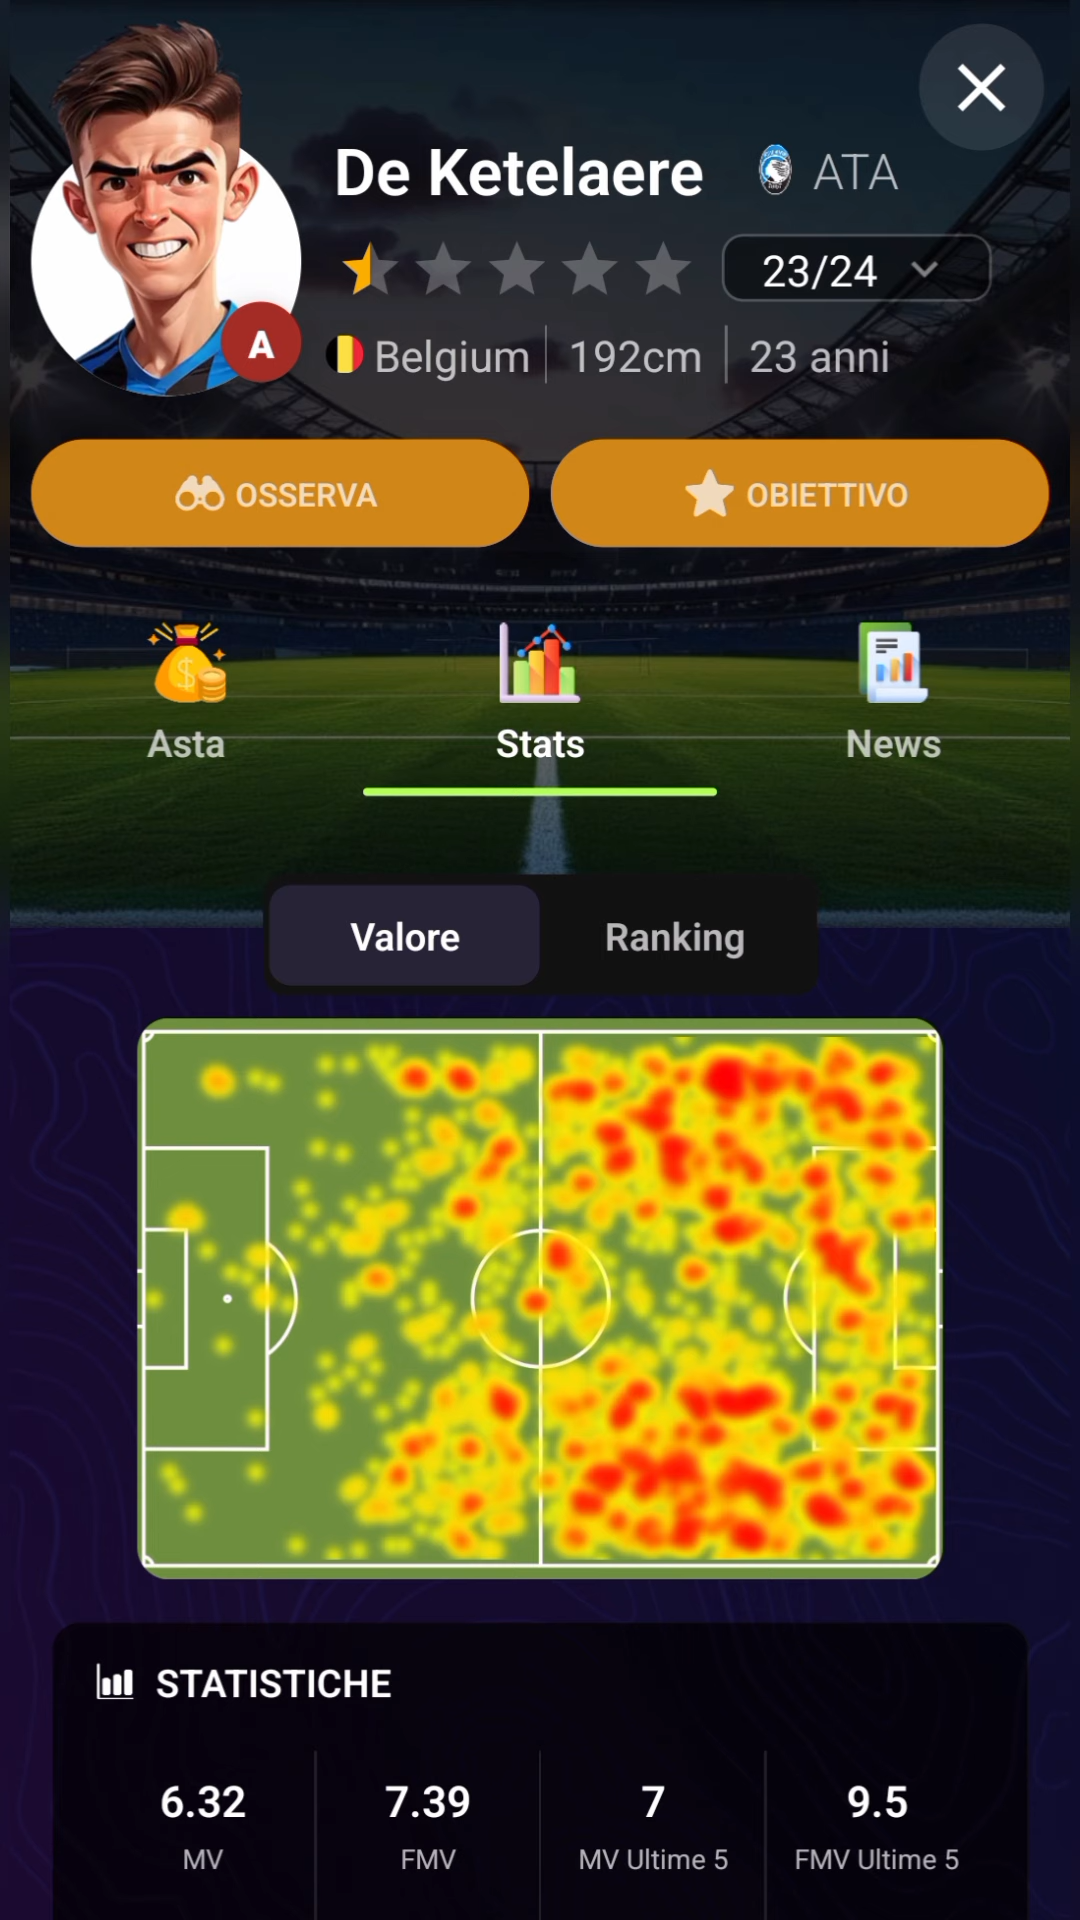 De Ketelaere ATA
23/24
Belgium 192cm 23 anni
A
OSSERVA OBIETTIVO
Asta Stats News
Valore Ranking
STATISTICHE
6.32 7.39 7 9.5
MV FMV MV Ultime 5 FMV Ultime 5